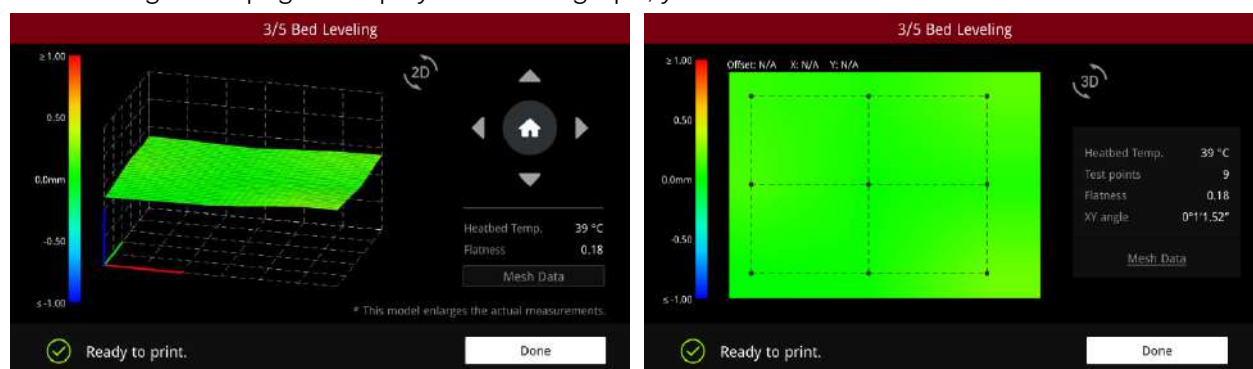 3/5 Bed Leveling
≥ 1.00
2D
0.50
0.0mm
-0.50
≤ -1.00
Heatbed Temp. 39 °C
Flatness 0.18
Mesh Data
* This model enlarges the actual measurements.
Ready to print.
Done
3/5 Bed Leveling
≥ 1.00
Offset: N/A X: N/A Y: N/A
3D
0.50
0.0mm
-0.50
≤ -1.00
Heatbed Temp. 39 °C
Test points 9
Flatness 0.18
XY angle 0°1'1.52"
Mesh Data
Ready to print.
Done